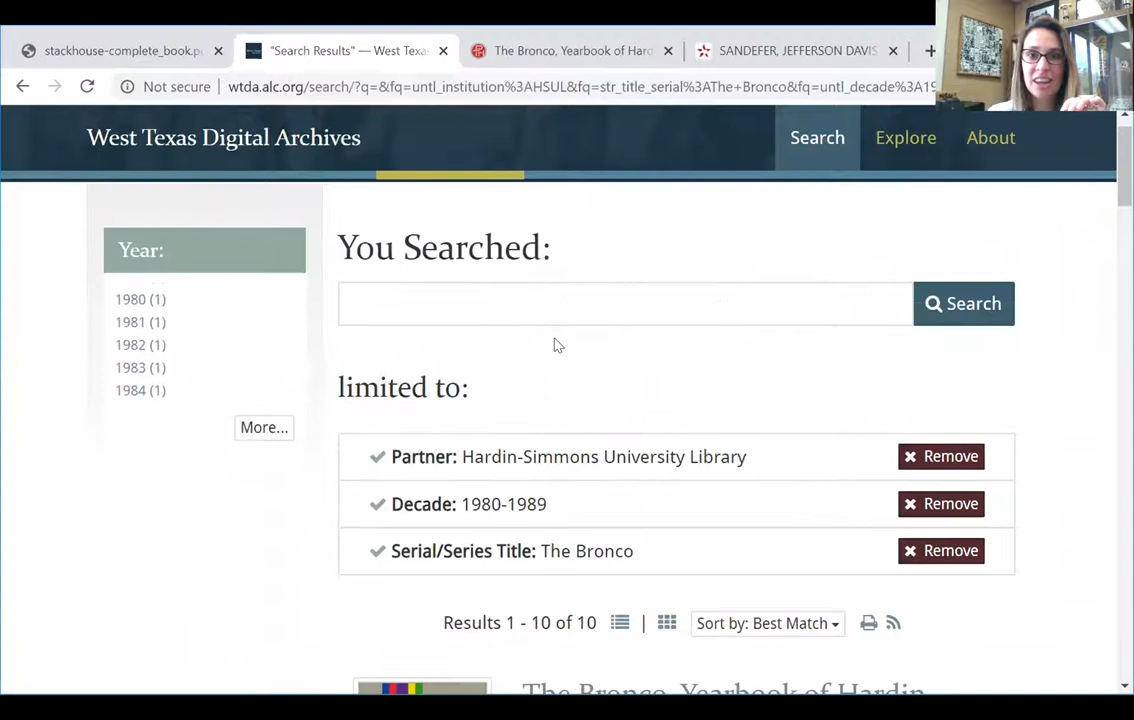 stackhouse-complete_book.p
"Search Results" — West Texa
The Bronco, Yearbook of Hard
SANDEFER, JEFFERSON DAVIS
Not secure wtda.alc.org/search/?q=&fq=untl_institution%3AHSUL&fq=str_title_serial%3AThe+Bronco&fq=untl_decade%3A19
West Texas Digital Archives
Search
Explore
About
Year:
1980 (1)
1981 (1)
1982 (1)
1983 (1)
1984 (1)
More...
You Searched:
Search
limited to:
Partner: Hardin-Simmons University Library
Remove
Decade: 1980-1989
Remove
Serial/Series Title: The Bronco
Remove
Results 1 - 10 of 10 | Sort by: Best Match
The Bronco, Yearbook of Hardin